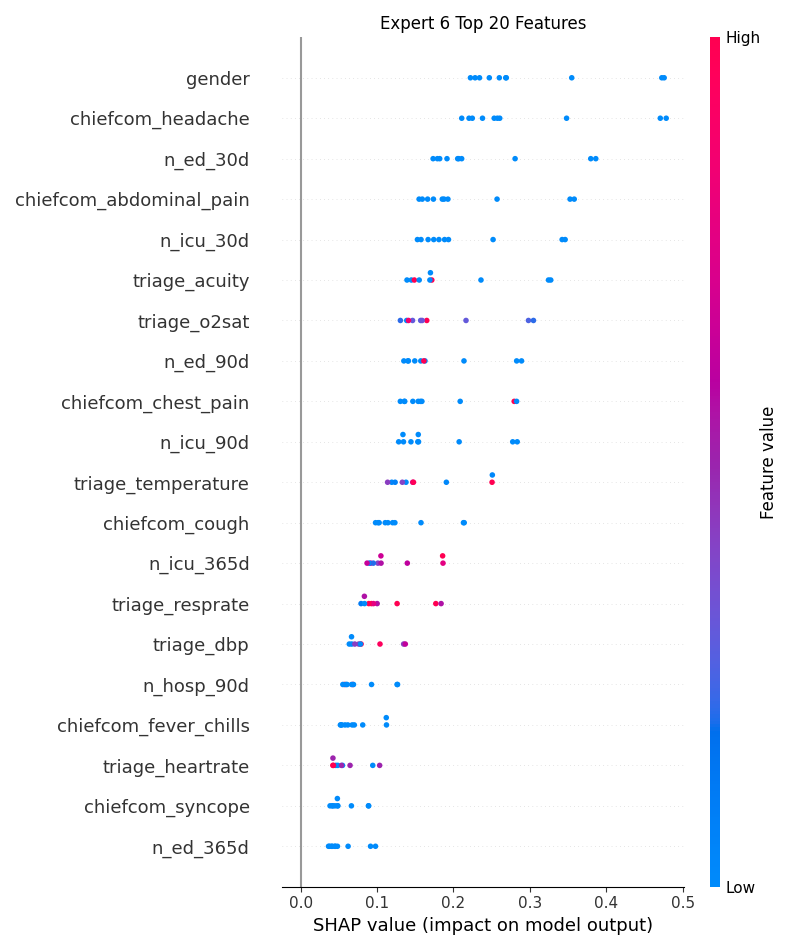 Expert 6 Top 20 Features
High
gender
chiefcom_headache
n_ed_30d
chiefcom_abdominal_pain
n_icu_30d
triage_acuity
triage_o2sat
n_ed_90d
chiefcom_chest_pain
n_icu_90d
triage_temperature
chiefcom_cough
n_icu_365d
triage_resprate
triage_dbp
n_hosp_90d
chiefcom_fever_chills
triage_heartrate
chiefcom_syncope
n_ed_365d
Feature value
Low
0.0 0.1 0.2 0.3 0.4 0.5
SHAP value (impact on model output)